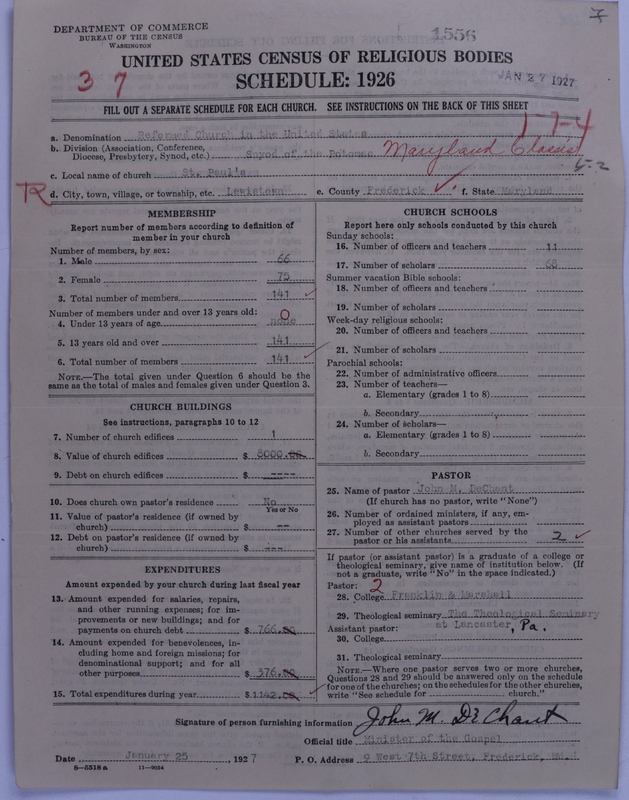 7
DEPARTMENT OF COMMERCE
BUREAU OF THE CENSUS
WASHINGTON
1556
UNITED STATES CENSUS OF RELIGIOUS BODIES
3 7
SCHEDULE: 1926
JAN 27 1927
FILL OUT A SEPARATE SCHEDULE FOR EACH CHURCH. SEE INSTRUCTIONS ON THE BACK OF THIS SHEET
1-7-4
a. Denomination Reformed Church in the United States
b. Division (Association, Conference, Diocese, Presbytery, Synod, etc.) Synod of the Potomac Maryland Classis
c. Local name of church St. Paul's
d. City, town, village, or township, etc. Lewistown e. County Frederick f. State Maryland
MEMBERSHIP
Report number of members according to definition of
member in your church
Number of members, by sex:
1. Male 66
2. Female 75
3. Total number of members 141
Number of members under and over 13 years old:
4. Under 13 years of age none 0
5. 13 years old and over 141
6. Total number of members 141
NOTE.—The total given under Question 6 should be the
same as the total of males and females given under Question 3.
CHURCH BUILDINGS
See instructions, paragraphs 10 to 12
7. Number of church edifices 1
8. Value of church edifices $ 8000.00
9. Debt on church edifices $ ----
10. Does church own pastor's residence No
Yes or No
11. Value of pastor's residence (if owned by
church) $ --
12. Debt on pastor's residence (if owned by
church) $ ---
EXPENDITURES
Amount expended by your church during last fiscal year
13. Amount expended for salaries, repairs,
and other running expenses; for im-
provements or new buildings; and for
payments on church debt $ 766.00
14. Amount expended for benevolences, in-
cluding home and foreign missions; for
denominational support; and for all
other purposes $ 376.00
15. Total expenditures during year $ 1142.00
CHURCH SCHOOLS
Report here only schools conducted by this church
Sunday schools:
16. Number of officers and teachers 11
17. Number of scholars 68
Summer vacation Bible schools:
18. Number of officers and teachers
19. Number of scholars
Week-day religious schools:
20. Number of officers and teachers
21. Number of scholars
Parochial schools:
22. Number of administrative officers
23. Number of teachers—
a. Elementary (grades 1 to 8)
b. Secondary
24. Number of scholars—
a. Elementary (grades 1 to 8)
b. Secondary
PASTOR
25. Name of pastor John M. DeChant
(If church has no pastor, write "None")
26. Number of ordained ministers, if any, em-
ployed as assistant pastors
27. Number of other churches served by the
pastor or his assistants 2
If pastor (or assistant pastor) is a graduate of a college or
theological seminary, give name of institution below. (If
not a graduate, write "No" in the space indicated.)
Pastor: 2
28. College Franklin & Marshall
29. Theological seminary The Theological Seminary
Assistant pastor: at Lancaster, Pa.
30. College
31. Theological seminary
NOTE.—Where one pastor serves two or more churches,
Questions 28 and 29 should be answered only on the schedule
for one of the churches; on the schedules for the other churches,
write "See schedule for church."
Signature of person furnishing information John M. DeChant
Official title Minister of the Gospel
Date January 25, 1927 P. O. Address 9 West 7th Street, Frederick, Md.
8-5518 a 11-9034